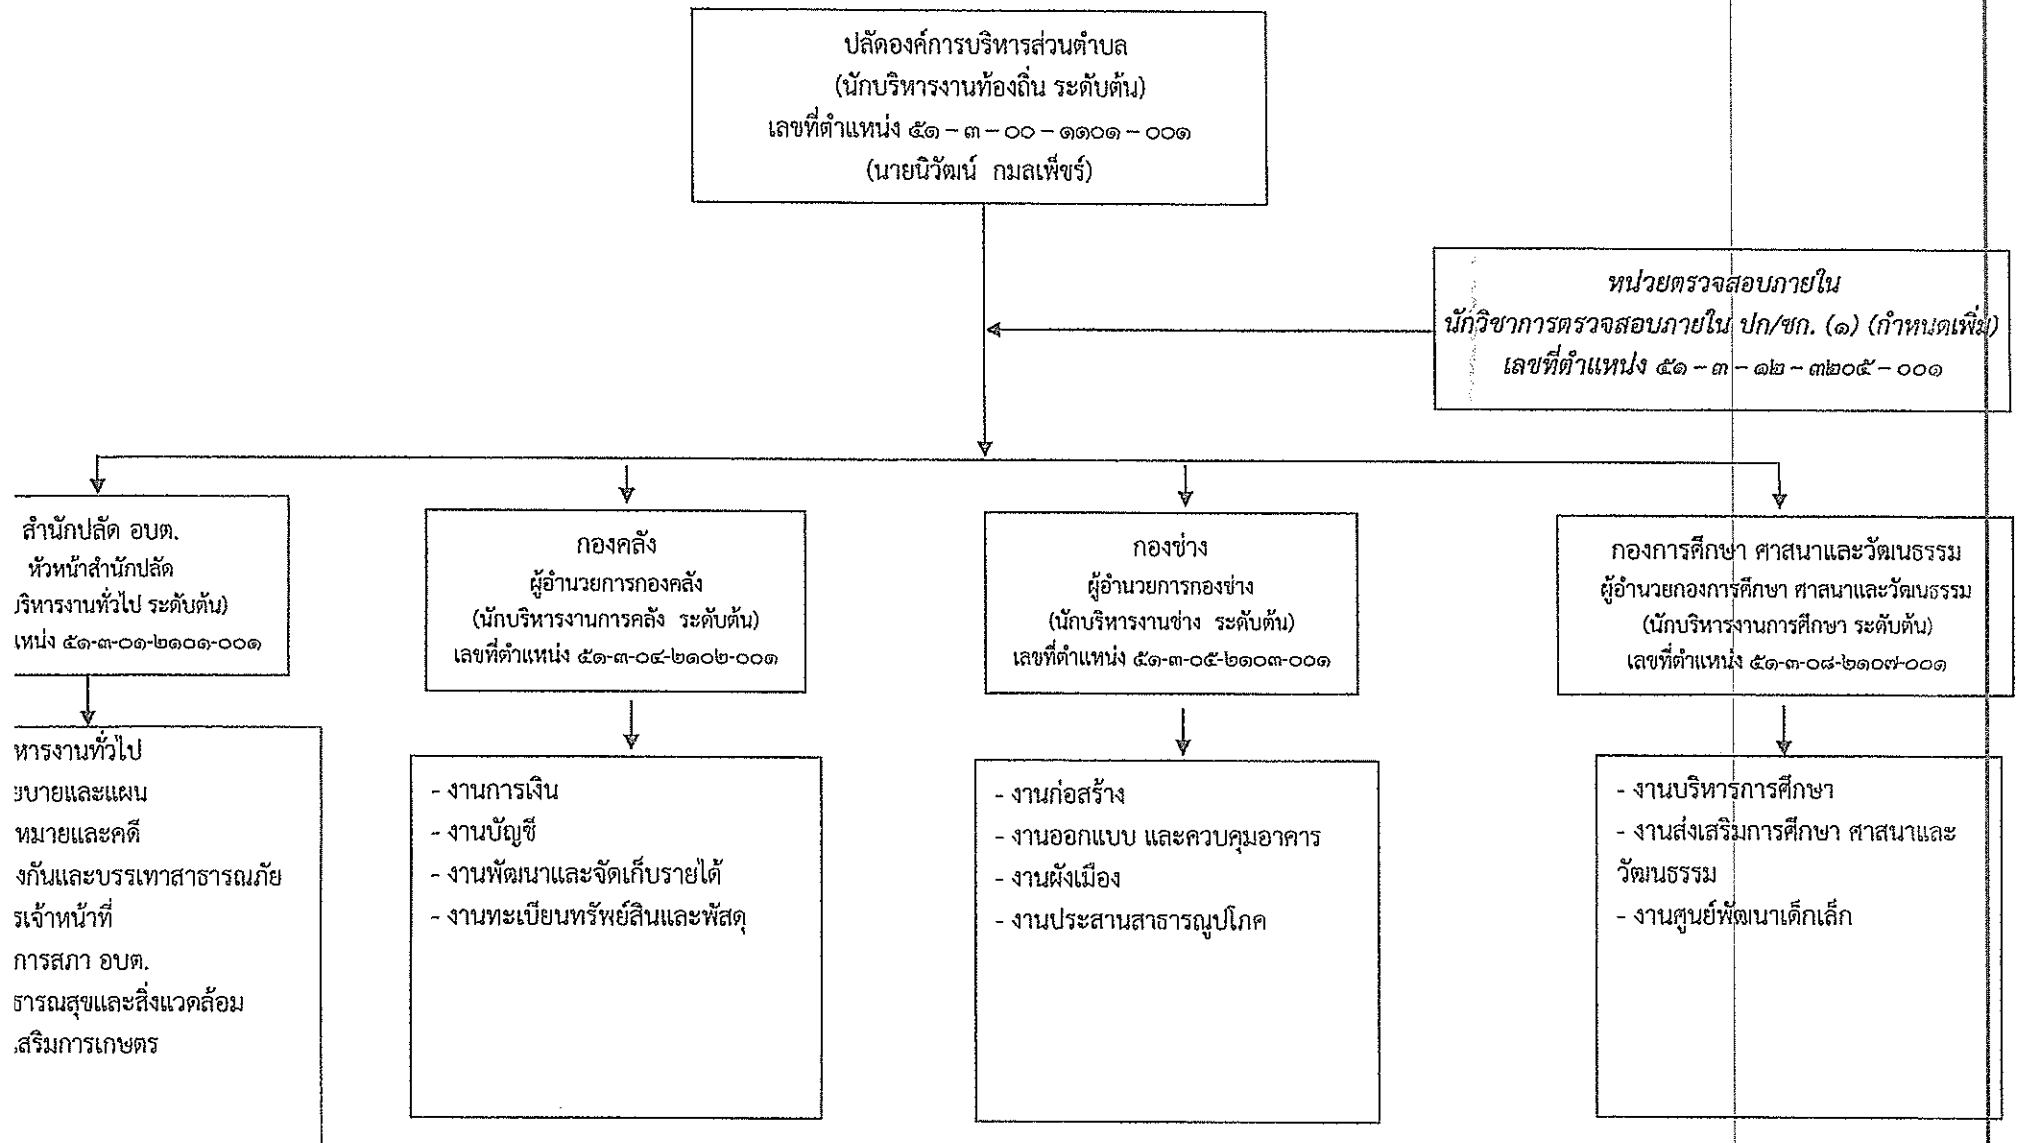 ปลัดองค์การบริหารส่วนตำบล
(นักบริหารงานท้องถิ่น ระดับต้น)
เลขที่ตำแหน่ง ๕๑ – ๓ – ๐๐ – ๑๑๐๑ – ๐๐๑
(นายนิวัฒน์ กมลเพ็ชร์)
หน่วยตรวจสอบภายใน
นักวิชาการตรวจสอบภายใน ปก/ชก. (๑) (กำหนดเพิ่ม)
เลขที่ตำแหน่ง ๕๑ – ๓ – ๑๒ – ๓๒๐๕ – ๐๐๑
สำนักปลัด อบต.
หัวหน้าสำนักปลัด
ริหารงานทั่วไป ระดับต้น)
แหน่ง ๕๑-๓-๐๑-๒๑๐๑-๐๐๑
กองคลัง
ผู้อำนวยการกองคลัง
(นักบริหารงานการคลัง ระดับต้น)
เลขที่ตำแหน่ง ๕๑-๓-๐๔-๒๑๐๒-๐๐๑
กองช่าง
ผู้อำนวยการกองช่าง
(นักบริหารงานช่าง ระดับต้น)
เลขที่ตำแหน่ง ๕๑-๓-๐๕-๒๑๐๓-๐๐๑
กองการศึกษา ศาสนาและวัฒนธรรม
ผู้อำนวยกองการศึกษา ศาสนาและวัฒนธรรม
(นักบริหารงานการศึกษา ระดับต้น)
เลขที่ตำแหน่ง ๕๑-๓-๐๘-๒๑๐๗-๐๐๑
หารงานทั่วไป
ยบายและแผน
หมายและคดี
งกันและบรรเทาสาธารณภัย
รเจ้าหน้าที่
การสภา อบต.
ธารณสุขและสิ่งแวดล้อม
สริมการเกษตร
- งานการเงิน
- งานบัญชี
- งานพัฒนาและจัดเก็บรายได้
- งานทะเบียนทรัพย์สินและพัสดุ
- งานก่อสร้าง
- งานออกแบบ และควบคุมอาคาร
- งานผังเมือง
- งานประสานสาธารณูปโภค
- งานบริหารการศึกษา
- งานส่งเสริมการศึกษา ศาสนาและ
วัฒนธรรม
- งานศูนย์พัฒนาเด็กเล็ก